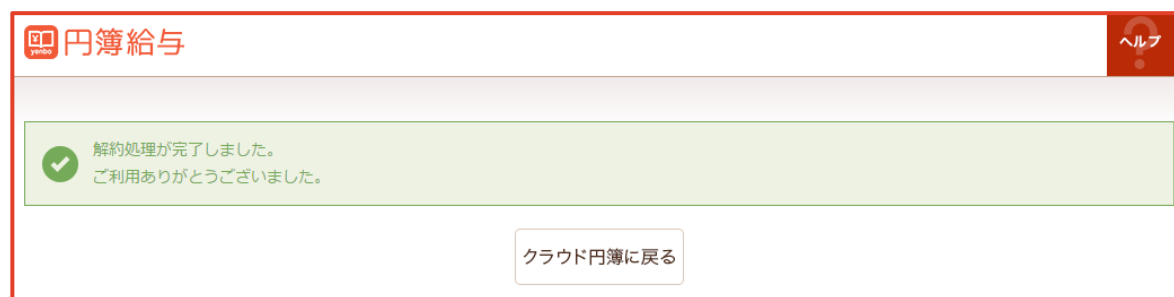 yenbo
円簿給与
ヘルプ
解約処理が完了しました。
ご利用ありがとうございました。
クラウド円簿に戻る